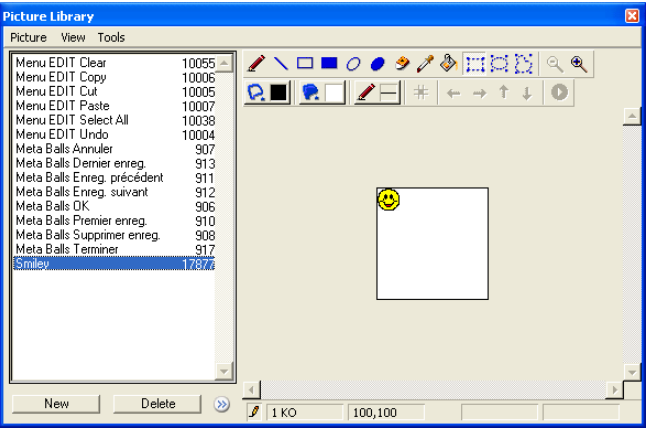 Picture Library
Picture View Tools
Menu EDIT Clear 10055
Menu EDIT Copy 10006
Menu EDIT Cut 10005
Menu EDIT Paste 10007
Menu EDIT Select All 10038
Menu EDIT Undo 10004
Meta Balls Annuler 907
Meta Balls Dernier enreg. 913
Meta Balls Enreg. précédent 911
Meta Balls Enreg. suivant 912
Meta Balls OK 906
Meta Balls Premier enreg. 910
Meta Balls Supprimer enreg. 908
Meta Balls Terminer 917
Smiley 17877
New Delete
1 KO 100,100